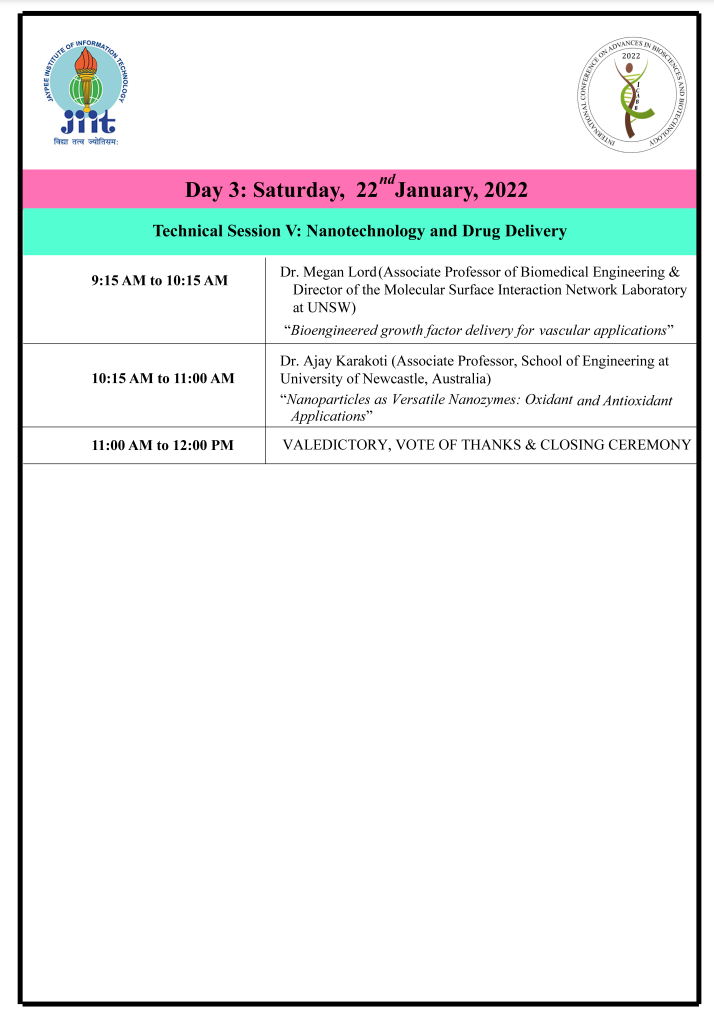 JAYPEE INSTITUTE OF INFORMATION TECHNOLOGY
jiit
विद्या तत्व ज्योतिसमः
INTERNATIONAL CONFERENCE ON ADVANCES IN BIOSCIENCES AND BIOTECHNOLOGY
2022
ICABB
Day 3: Saturday, 22nd January, 2022
Technical Session V: Nanotechnology and Drug Delivery
9:15 AM to 10:15 AM
Dr. Megan Lord (Associate Professor of Biomedical Engineering &
Director of the Molecular Surface Interaction Network Laboratory
at UNSW)
“Bioengineered growth factor delivery for vascular applications”
10:15 AM to 11:00 AM
Dr. Ajay Karakoti (Associate Professor, School of Engineering at
University of Newcastle, Australia)
“Nanoparticles as Versatile Nanozymes: Oxidant and Antioxidant
Applications”
11:00 AM to 12:00 PM
VALEDICTORY, VOTE OF THANKS & CLOSING CEREMONY